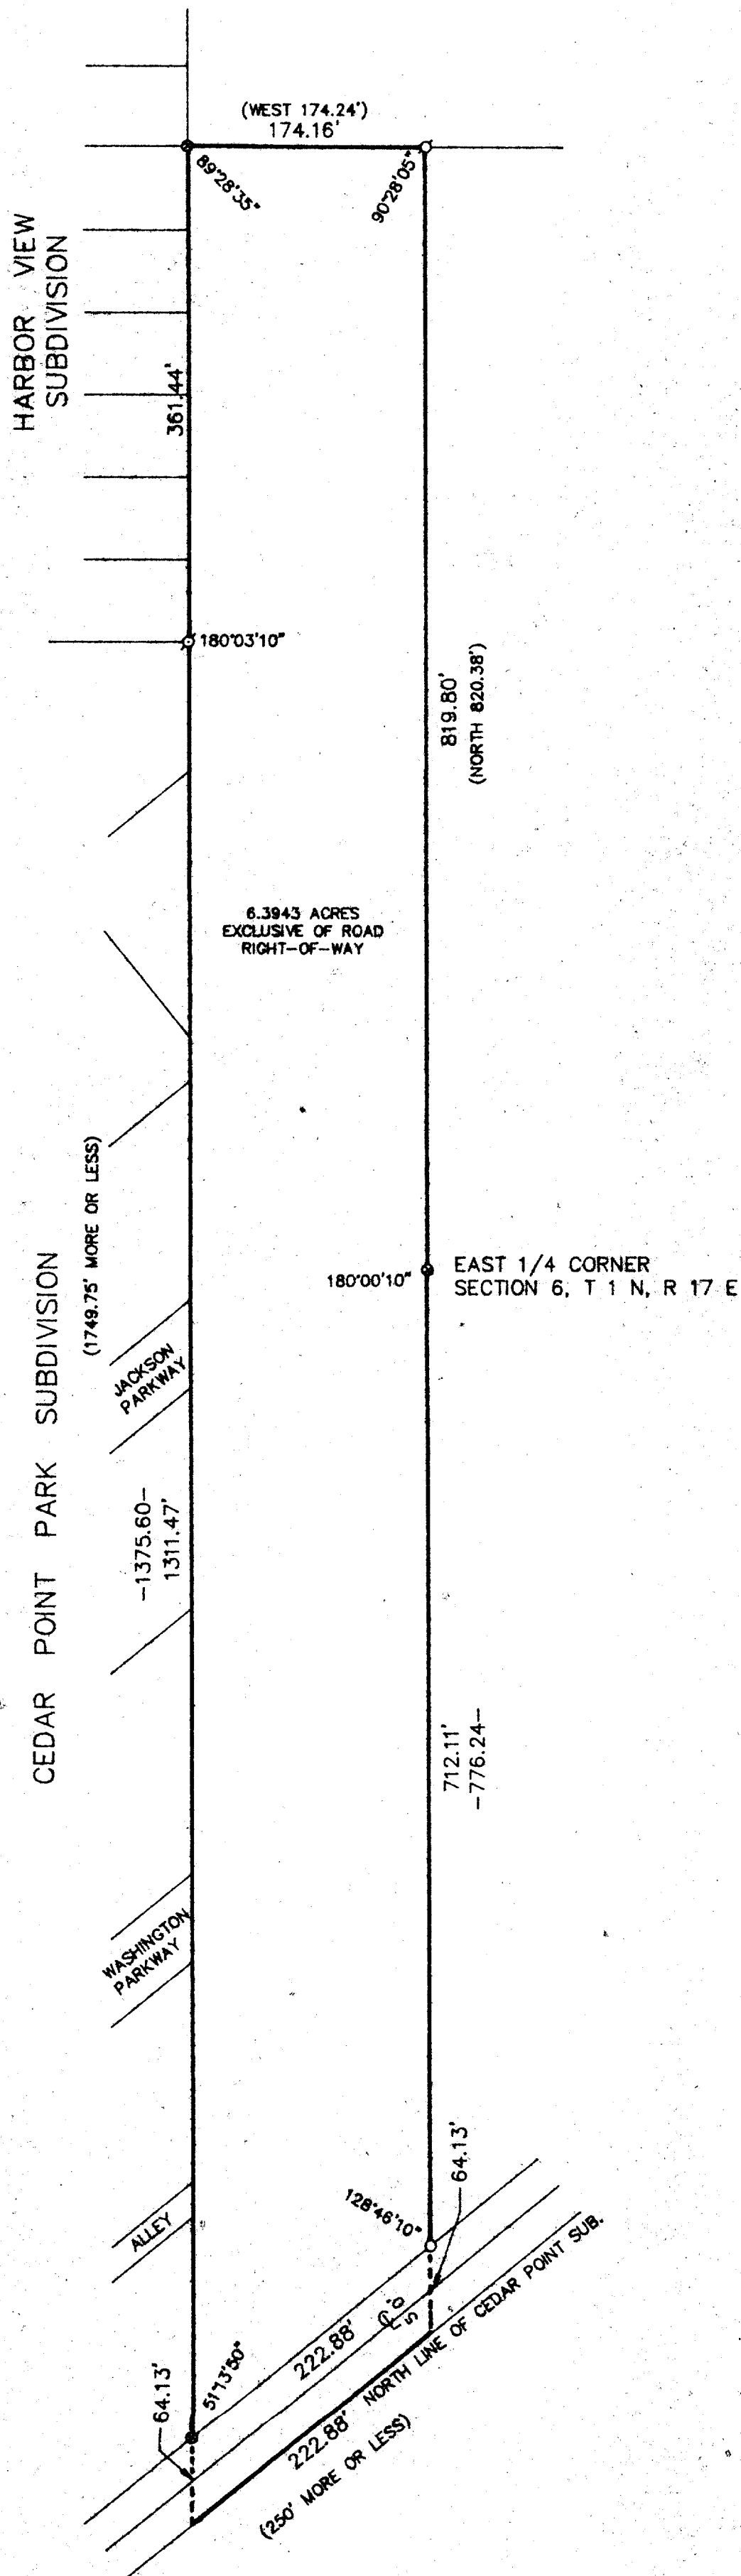 (WEST 174.24')
174.16'
89°28'35"
90°28'05"
HARBOR VIEW
SUBDIVISION
361.44'
180°03'10"
819.80'
(NORTH 820.38')
6.3943 ACRES
EXCLUSIVE OF ROAD
RIGHT-OF-WAY
(1749.75' MORE OR LESS)
CEDAR POINT PARK SUBDIVISION
180°00'10"
EAST 1/4 CORNER
SECTION 6, T 1 N, R 17 E
JACKSON
PARKWAY
-1375.60-
1311.47'
712.11'
-776.24-
WASHINGTON
PARKWAY
64.13'
128°46'10"
ALLEY
222.88'
51°13'50"
64.13'
222.88'
NORTH LINE OF CEDAR POINT SUB.
(250' MORE OR LESS)